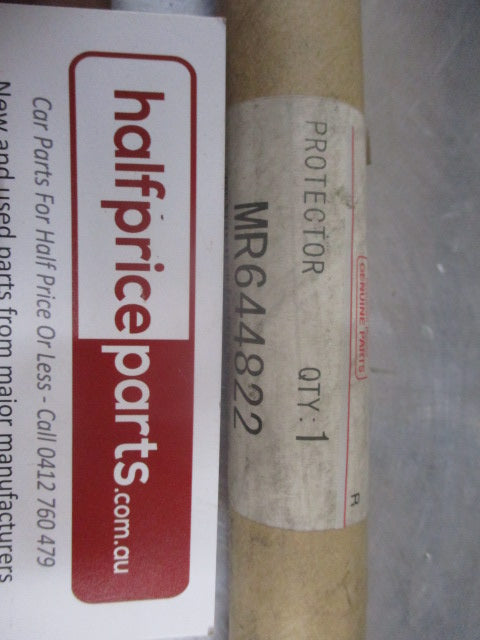 halfpriceparts.com.au
Car Parts For Half Price Or Less - Call 0412 760 479
New and used parts from major manufacturers
GENUINE PARTS
R
PROTECTOR QTY:1
MR644822